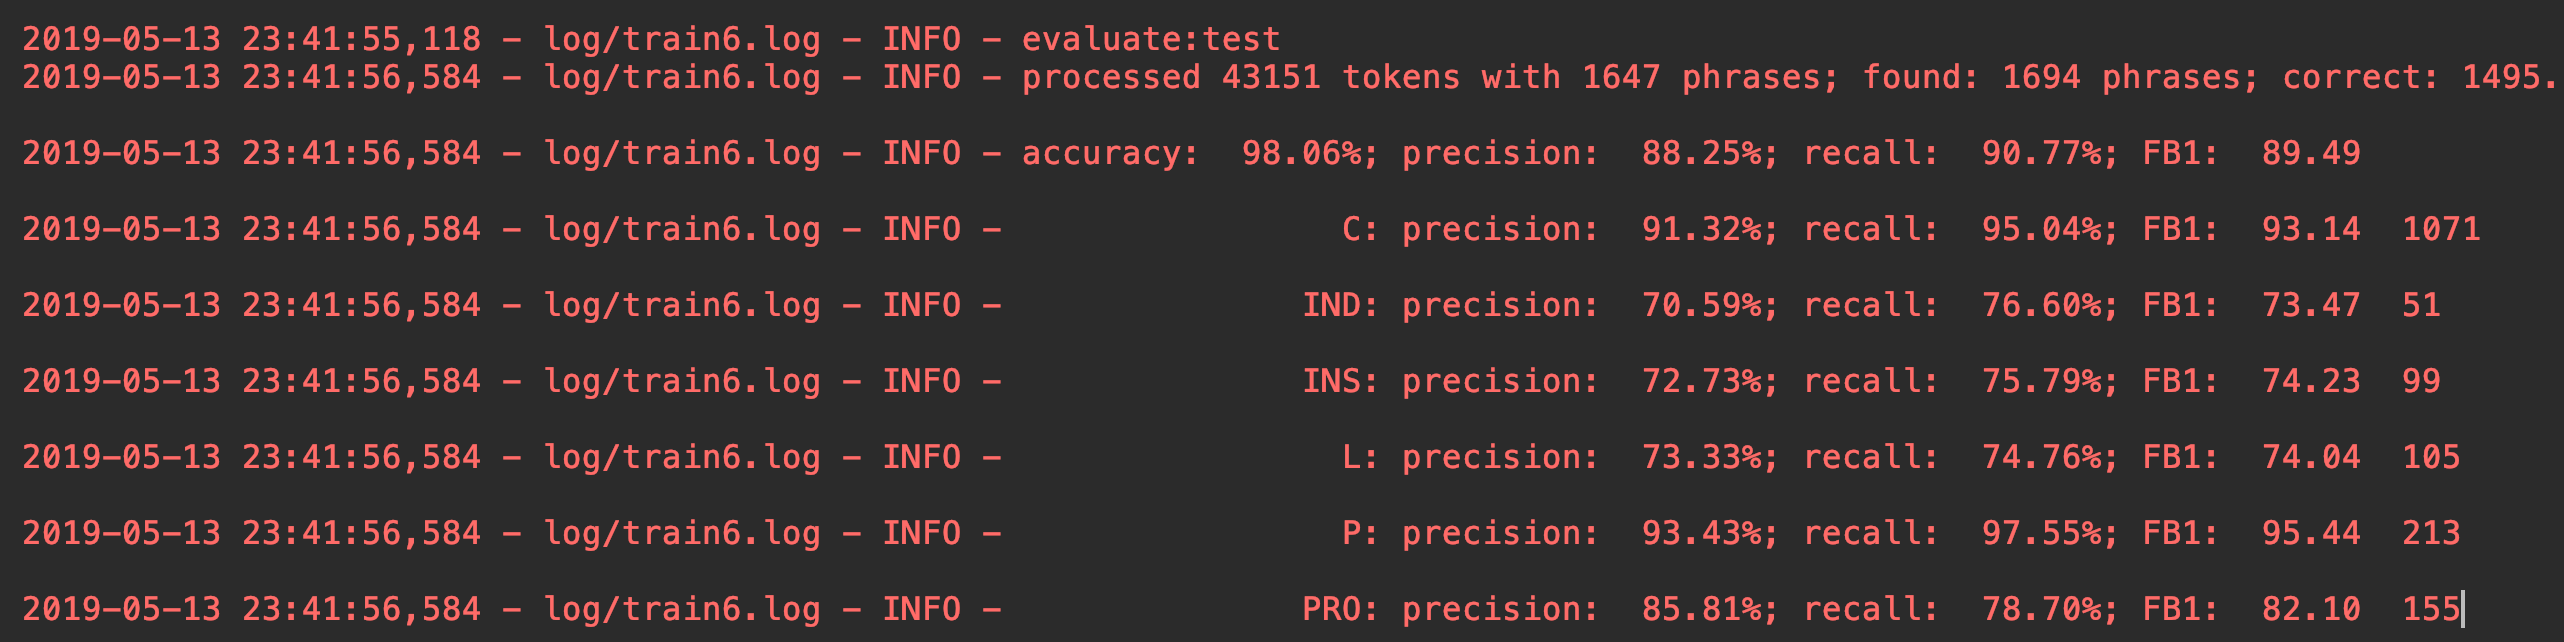 2019-05-13 23:41:55,118 - log/train6.log - INFO - evaluate:test
2019-05-13 23:41:56,584 - log/train6.log - INFO - processed 43151 tokens with 1647 phrases; found: 1694 phrases; correct: 1495.
2019-05-13 23:41:56,584 - log/train6.log - INFO - accuracy:  98.06%; precision:  88.25%; recall:  90.77%; FB1:  89.49
2019-05-13 23:41:56,584 - log/train6.log - INFO -                 C: precision:  91.32%; recall:  95.04%; FB1:  93.14  1071
2019-05-13 23:41:56,584 - log/train6.log - INFO -               IND: precision:  70.59%; recall:  76.60%; FB1:  73.47  51
2019-05-13 23:41:56,584 - log/train6.log - INFO -               INS: precision:  72.73%; recall:  75.79%; FB1:  74.23  99
2019-05-13 23:41:56,584 - log/train6.log - INFO -                 L: precision:  73.33%; recall:  74.76%; FB1:  74.04  105
2019-05-13 23:41:56,584 - log/train6.log - INFO -                 P: precision:  93.43%; recall:  97.55%; FB1:  95.44  213
2019-05-13 23:41:56,584 - log/train6.log - INFO -               PRO: precision:  85.81%; recall:  78.70%; FB1:  82.10  155